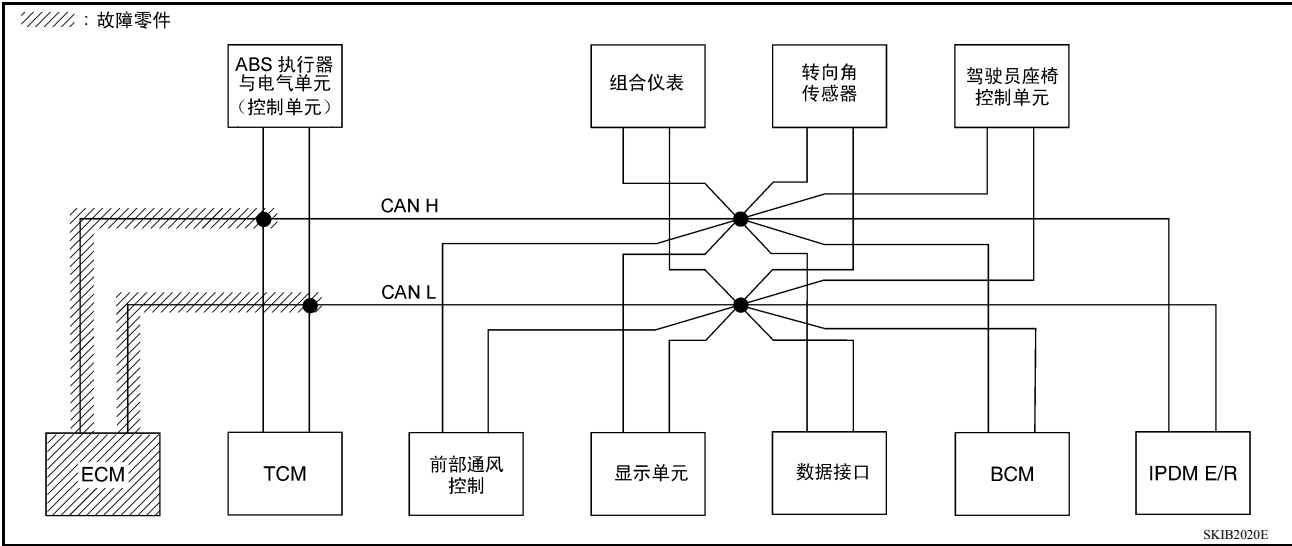 : 故障零件
ABS 执行器
与电气单元
（控制单元）
组合仪表
转向角
传感器
驾驶员座椅
控制单元
CAN H
CAN L
ECM
TCM
前部通风
控制
显示单元
数据接口
BCM
IPDM E/R
SKIB2020E